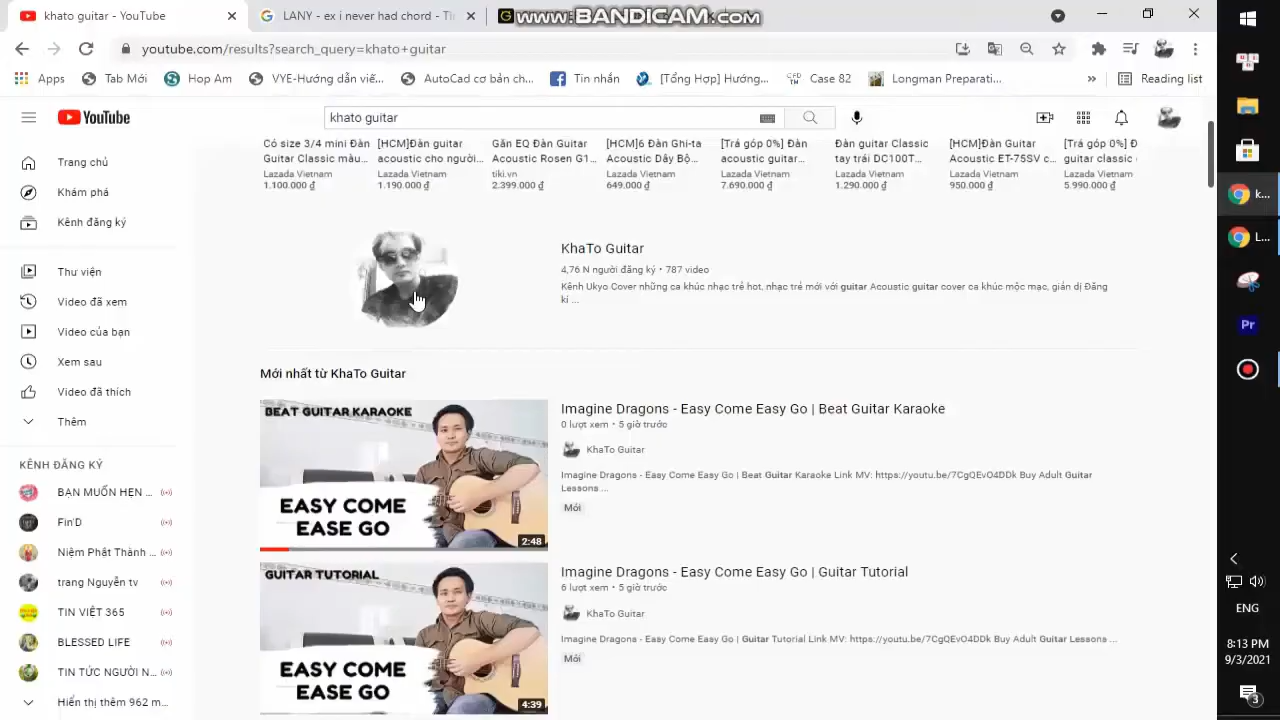 khato guitar - YouTube
LANY - ex i never had chord - Ti
www.BANDICAM.com
youtube.com/results?search_query=khato+guitar
Apps
Tab Mới
Hop Am
VYE-Hướng dẫn viế...
AutoCad cơ bản ch...
Tin nhắn
[Tổng Hợp] Hướng...
Case 82
Longman Preparati...
»
Reading list
YouTube
khato guitar
Có size 3/4 mini Đàn
Guitar Classic màu...
Lazada Vietnam
1.100.000 ₫
[HCM]Đàn guitar
acoustic cho người...
Lazada Vietnam
1.190.000 ₫
Gắn EQ Đàn Guitar
Acoustic Rosen G1...
tiki.vn
2.399.000 ₫
[HCM]6 Đàn Ghi-ta
Acoustic Dây Bộ...
Lazada Vietnam
649.000 ₫
[Trả góp 0%] Đàn
acoustic guitar...
Lazada Vietnam
7.690.000 ₫
Đàn guitar Classic
tay trái DC100T...
Lazada Vietnam
1.290.000 ₫
[HCM]Đàn Guitar
Acoustic ET-75SV c...
Lazada Vietnam
950.000 ₫
[Trả góp 0%] Đàn
guitar classic
Lazada Vietnam
5.990.000 ₫
Trang chủ
Khám phá
Kênh đăng ký
Thư viện
Video đã xem
Video của bạn
Xem sau
Video đã thích
Thêm
KÊNH ĐĂNG KÝ
BẠN MUỐN HẸN ...
Fin'D
Niệm Phật Thành ...
trang Nguyễn tv
TIN VIỆT 365
BLESSED LIFE
TIN TỨC NGƯỜI N...
Hiển thị thêm 962 m...
KhaTo Guitar
4,76 N người đăng ký • 787 video
Kênh Ukyo Cover những ca khúc nhạc trẻ hot, nhạc trẻ mới với guitar Acoustic guitar cover ca khúc mộc mạc, giản dị Đăng
kí ...
Mới nhất từ KhaTo Guitar
BEAT GUITAR KARAOKE
EASY COME
EASE GO
2:48
Imagine Dragons - Easy Come Easy Go | Beat Guitar Karaoke
0 lượt xem • 5 giờ trước
KhaTo Guitar
Imagine Dragons - Easy Come Easy Go | Beat Guitar Karaoke Link MV: https://youtu.be/7CgQEvO4DDk Buy Adult Guitar
Lessons ...
Mới
GUITAR TUTORIAL
EASY COME
EASE GO
4:39
Imagine Dragons - Easy Come Easy Go | Guitar Tutorial
6 lượt xem • 5 giờ trước
KhaTo Guitar
Imagine Dragons - Easy Come Easy Go | Guitar Tutorial Link MV: https://youtu.be/7CgQEvO4DDk Buy Adult Guitar Lessons ...
Mới
k...
L...
Pr
ENG
8:13 PM
9/3/2021
3